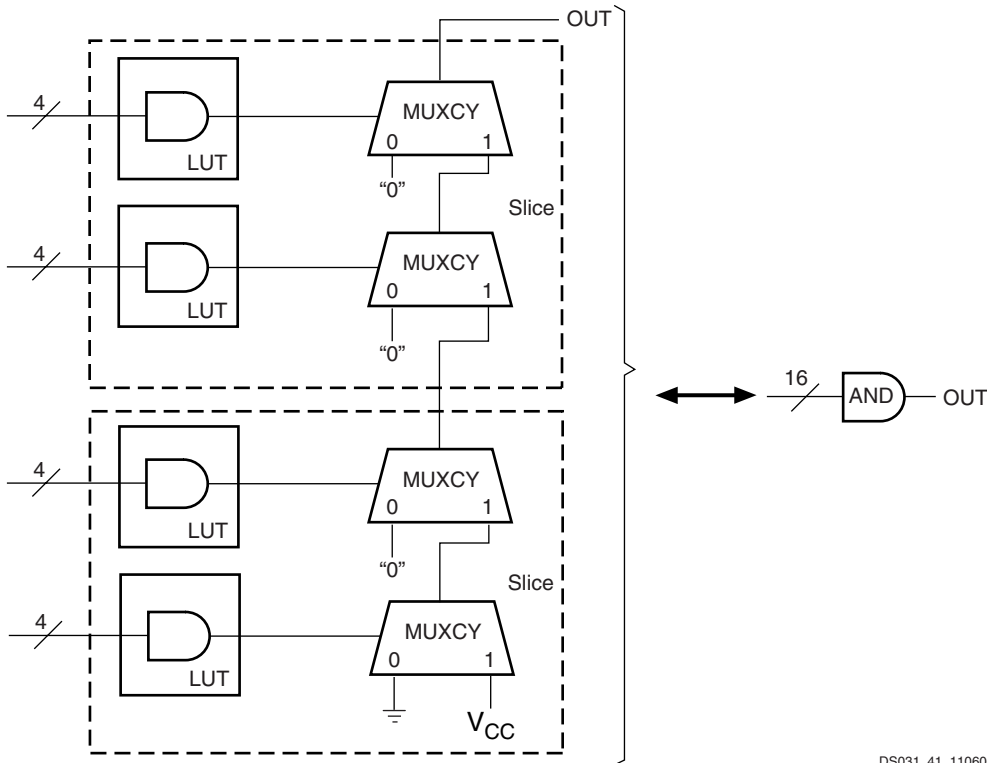 OUT
4
LUT
MUXCY
0 1
“0”
Slice
4
LUT
MUXCY
0 1
“0”
4
LUT
MUXCY
0 1
“0”
Slice
4
LUT
MUXCY
0 1
VCC
16
AND
OUT
DS031_41_11060